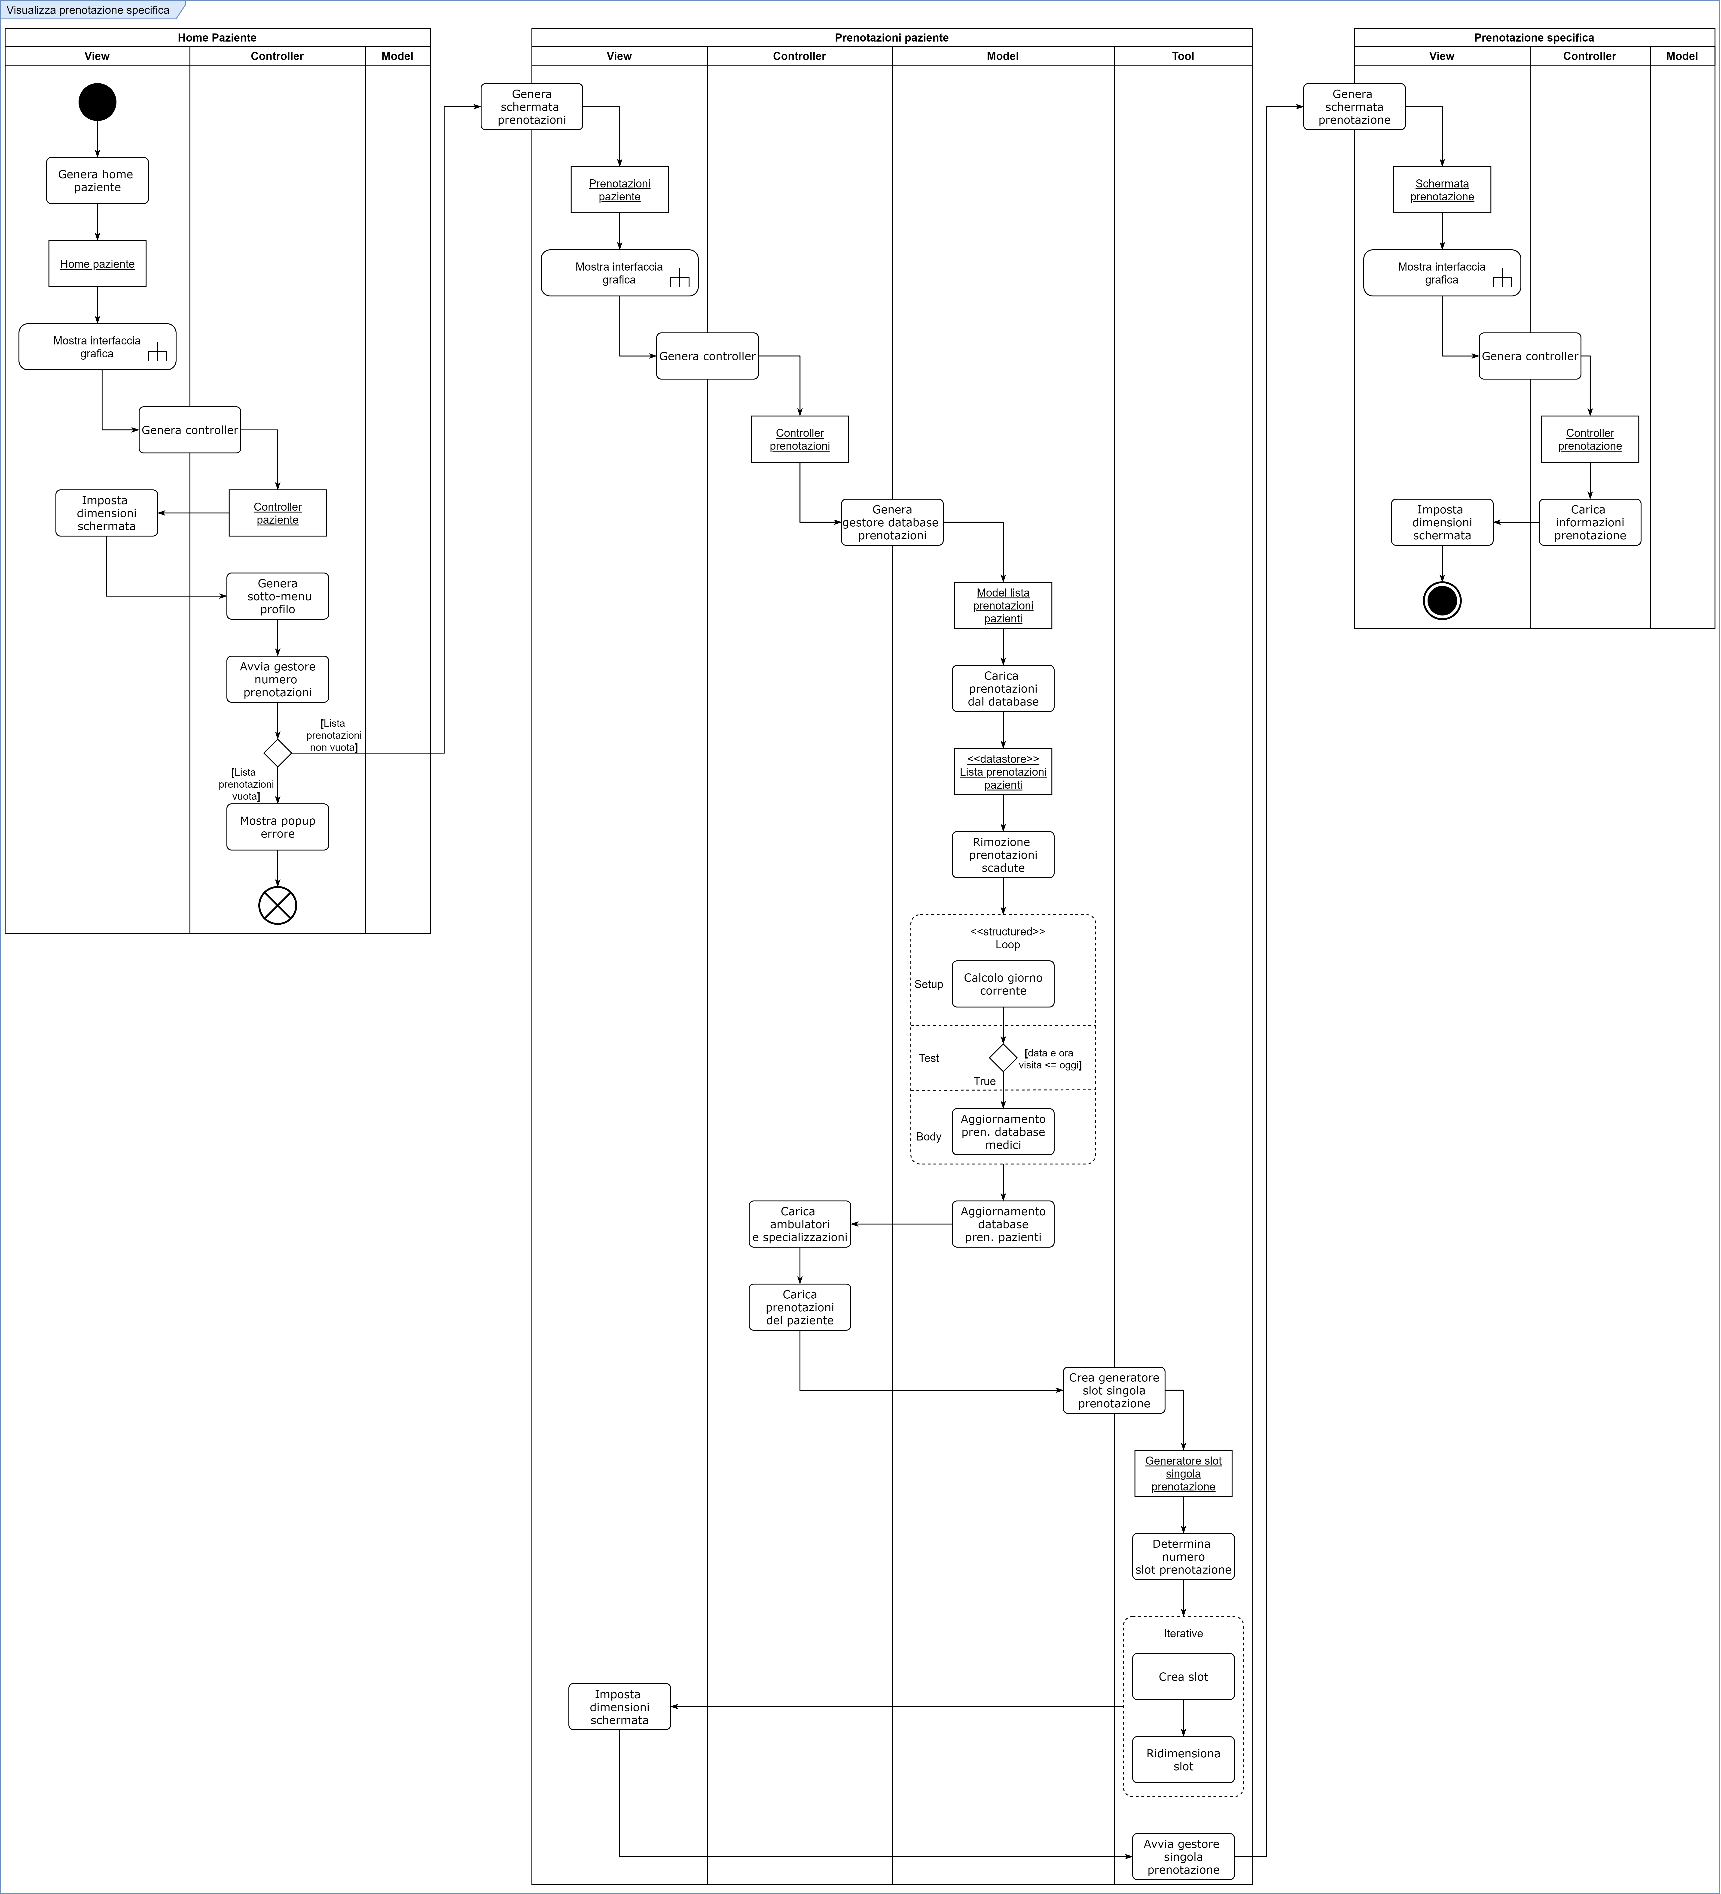 Visualizza prenotazione specifica
Home Paziente
View
Controller
Model
Genera home
paziente
Home paziente
Mostra interfaccia
grafica
Genera controller
Controller
paziente
Imposta
dimensioni
schermata
Genera
sotto-menu
profilo
Avvia gestore
numero
prenotazioni
[Lista
prenotazioni
non vuota]
[Lista
prenotazioni
vuota]
Mostra popup
errore
Prenotazioni paziente
View
Controller
Model
Tool
Genera
schermata
prenotazioni
Prenotazioni
paziente
Mostra interfaccia
grafica
Genera controller
Controller
prenotazioni
Genera
gestore database
prenotazioni
Model lista
prenotazioni
pazienti
Carica
prenotazioni
dal database
<<datastore>>
Lista prenotazioni
pazienti
Rimozione
prenotazioni
scadute
<<structured>>
Loop
Setup
Calcolo giorno
corrente
Test
[data e ora
visita <= oggi]
True
Body
Aggiornamento
pren. database
medici
Aggiornamento
database
pren. pazienti
Carica
ambulatori
e specializzazioni
Carica
prenotazioni
del paziente
Crea generatore
slot singola
prenotazione
Generatore slot
singola
prenotazione
Determina
numero
slot prenotazione
Iterative
Crea slot
Ridimensiona
slot
Imposta
dimensioni
schermata
Avvia gestore
singola
prenotazione
Prenotazione specifica
View
Controller
Model
Genera
schermata
prenotazione
Schermata
prenotazione
Mostra interfaccia
grafica
Genera controller
Controller
prenotazione
Carica
informazioni
prenotazione
Imposta
dimensioni
schermata